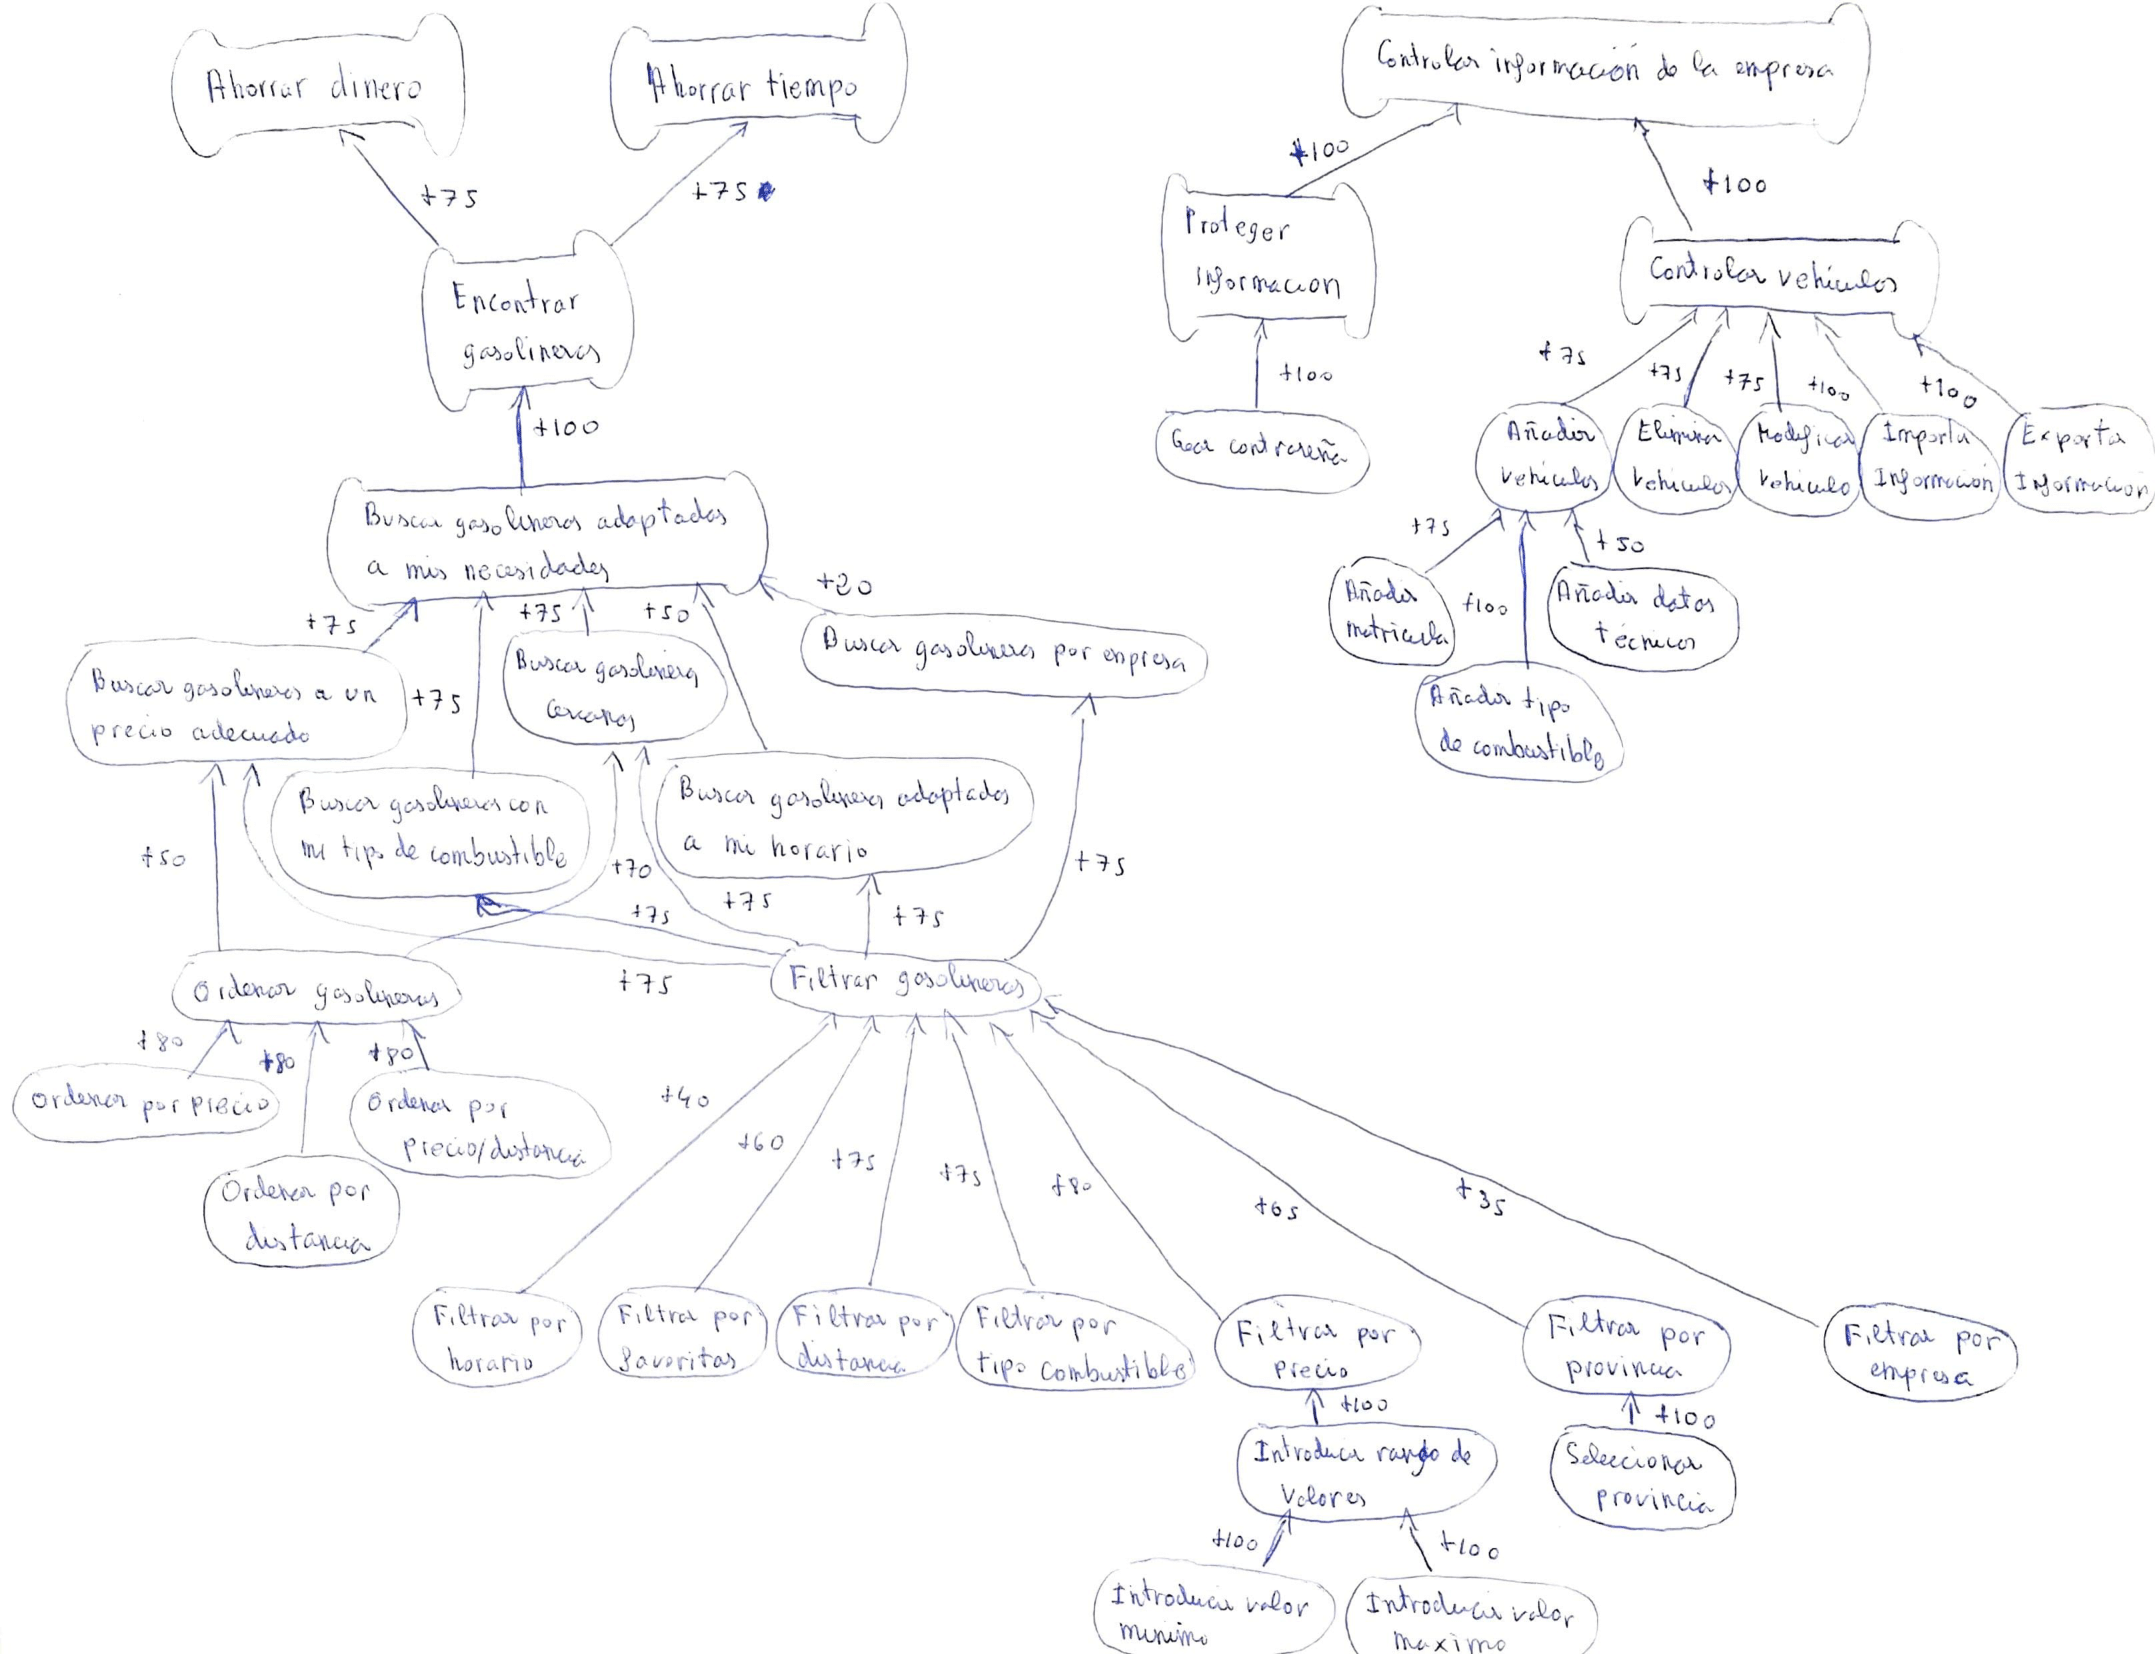 Ahorrar dinero
Ahorrar tiempo
+75
+75
Encontrar
gasolineras
+100
Buscar gasolineras adaptadas
a mis necesidades
+75
+75
+75
+50
+20
Buscar gasolineras a un
precio adecuado
Buscar gasolineras con
mi tipo de combustible
Buscar gasolinera
cercanas
Buscar gasolineras adaptadas
a mi horario
Buscar gasolineras por empresa
+50
+70
+75
+75
+75
+75
+75
Ordenar gasolineras
Filtrar gasolineras
+80
+80
+80
Ordenar por precio
Ordenar por
distancia
Ordenar por
precio/distancia
+40
+60
+75
+75
+80
+65
+35
Filtrar por
horario
Filtrar por
favoritas
Filtrar por
distancia
Filtrar por
tipo combustible
Filtrar por
precio
Filtrar por
provincia
Filtrar por
empresa
+100
Introducir rango de
valores
+100
Seleccionar
provincia
+100
+100
Introducir valor
minimo
Introducir valor
maximo
Controlar información de la empresa
+100
+100
Proteger
informacion
+100
Crear contraseña
Controlar vehiculos
+75
+75
+75
+100
+100
Añadir
vehiculos
Eliminar
vehiculos
Modificar
vehiculo
Importar
Informacion
Exportar
Informacion
+75
+100
+50
Añadir
matricula
Añadir tipo
de combustible
Añadir datos
técnicos